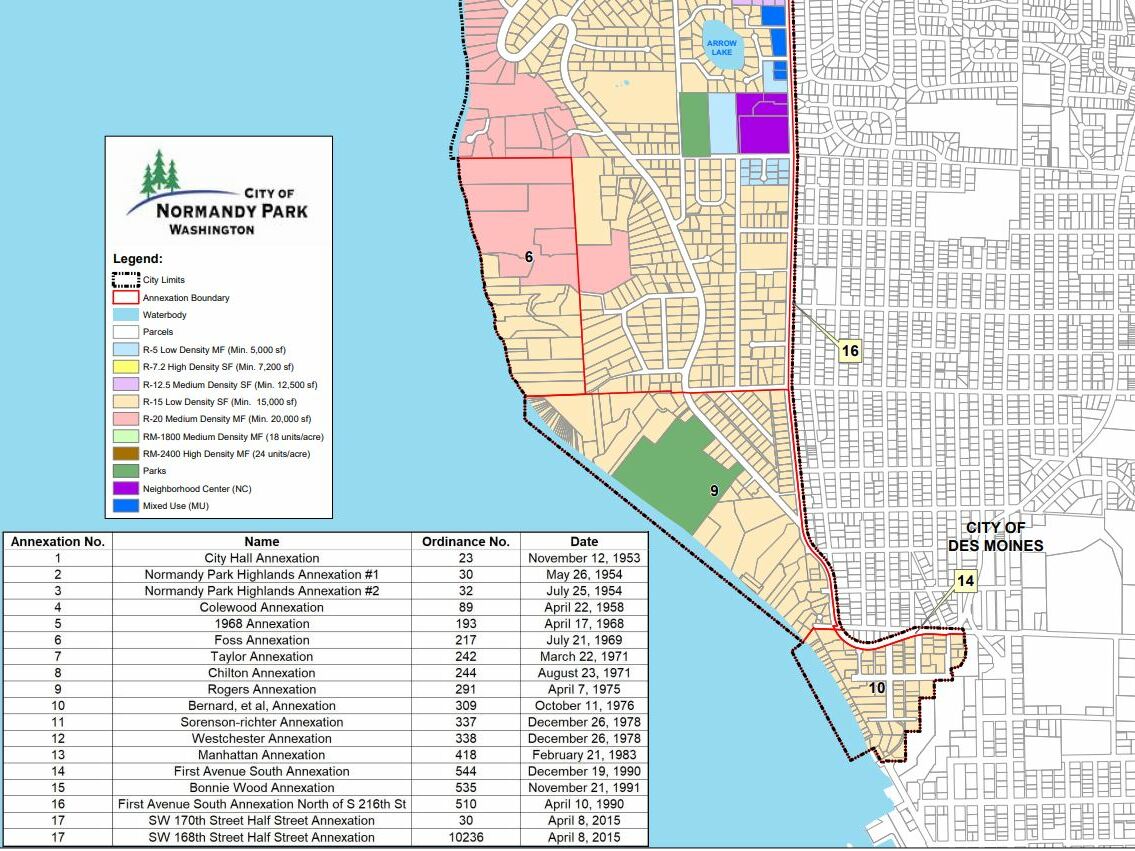 ARROW
LAKE
6
16
9
CITY OF
DES MOINES
14
10
CITY OF
NORMANDY PARK
WASHINGTON
Legend:
City Limits
Annexation Boundary
Waterbody
Parcels
R-5 Low Density MF (Min. 5,000 sf)
R-7.2 High Density SF (Min. 7,200 sf)
R-12.5 Medium Density SF (Min. 12,500 sf)
R-15 Low Density SF (Min. 15,000 sf)
R-20 Medium Density MF (Min. 20,000 sf)
RM-1800 Medium Density MF (18 units/acre)
RM-2400 High Density MF (24 units/acre)
Parks
Neighborhood Center (NC)
Mixed Use (MU)
Annexation No. Name Ordinance No. Date
1 City Hall Annexation 23 November 12, 1953
2 Normandy Park Highlands Annexation #1 30 May 26, 1954
3 Normandy Park Highlands Annexation #2 32 July 25, 1954
4 Colewood Annexation 89 April 22, 1958
5 1968 Annexation 193 April 17, 1968
6 Foss Annexation 217 July 21, 1969
7 Taylor Annexation 242 March 22, 1971
8 Chilton Annexation 244 August 23, 1971
9 Rogers Annexation 291 April 7, 1975
10 Bernard, et al, Annexation 309 October 11, 1976
11 Sorenson-richter Annexation 337 December 26, 1978
12 Westchester Annexation 338 December 26, 1978
13 Manhattan Annexation 418 February 21, 1983
14 First Avenue South Annexation 544 December 19, 1990
15 Bonnie Wood Annexation 535 November 21, 1991
16 First Avenue South Annexation North of S 216th St 510 April 10, 1990
17 SW 170th Street Half Street Annexation 30 April 8, 2015
17 SW 168th Street Half Street Annexation 10236 April 8, 2015